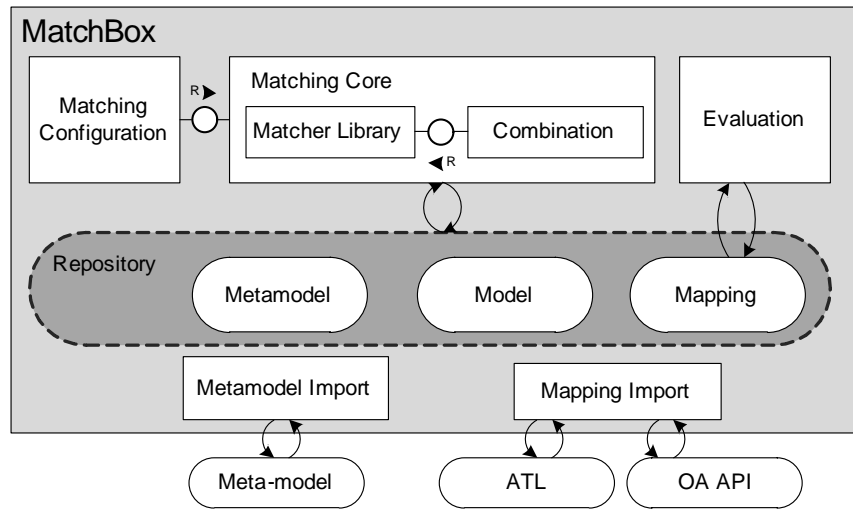 MatchBox
Matching
Configuration
R
Matching Core
Matcher Library
Combination
R
Evaluation
Repository
Metamodel
Model
Mapping
Metamodel Import
Mapping Import
Meta-model
ATL
OA API